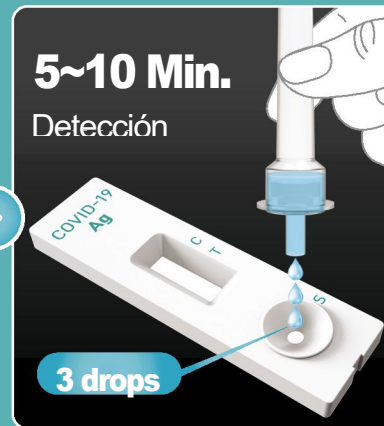 5~10 Min.
Detección
COVID-19
Ag
C
T
S
3 drops